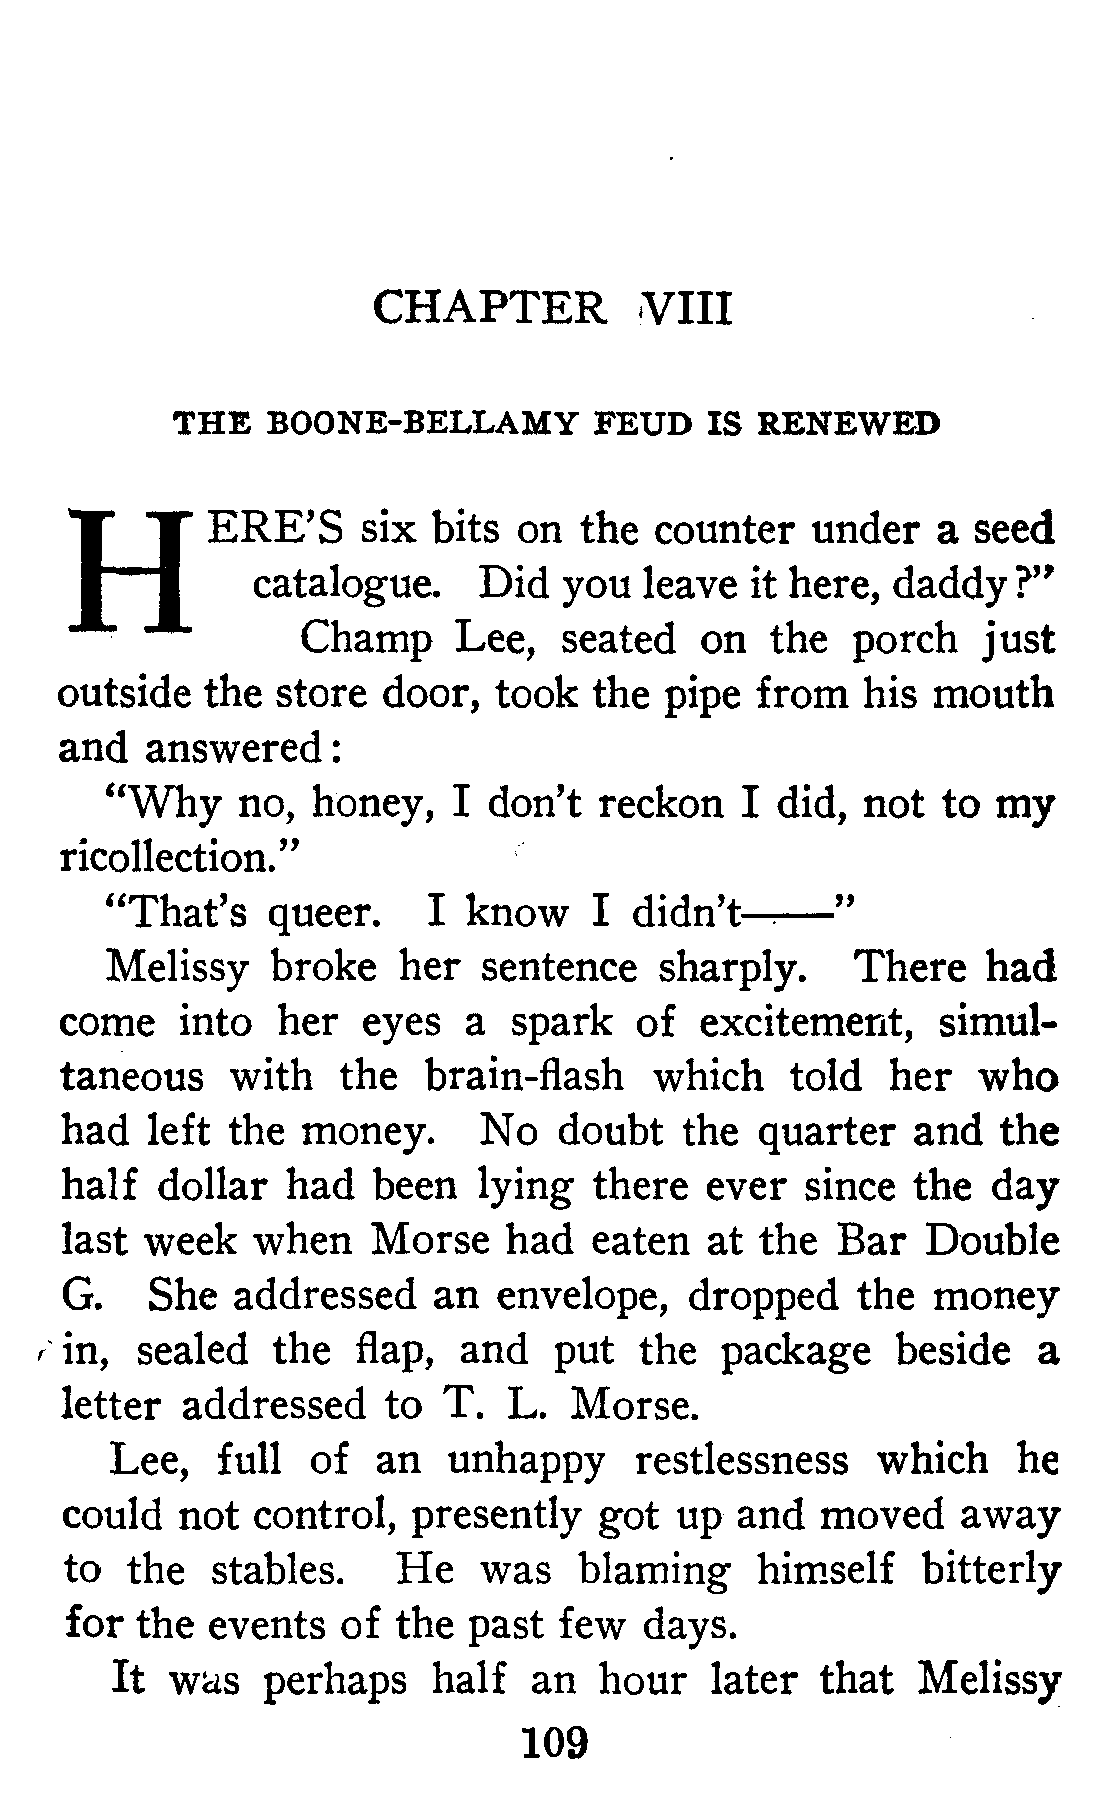 CHAPTER VIII
THE BOONE-BELLAMY FEUD IS RENEWED
HERE'S six bits on the counter under a seed
catalogue. Did you leave it here, daddy?"
Champ Lee, seated on the porch just
outside the store door, took the pipe from his mouth
and answered:
"Why no, honey, I don't reckon I did, not to my
ricollection."
"That's queer. I know I didn't——"
Melissy broke her sentence sharply. There had
come into her eyes a spark of excitement, simul-
taneous with the brain-flash which told her who
had left the money. No doubt the quarter and the
half dollar had been lying there ever since the day
last week when Morse had eaten at the Bar Double
G. She addressed an envelope, dropped the money
in, sealed the flap, and put the package beside a
letter addressed to T. L. Morse.
Lee, full of an unhappy restlessness which he
could not control, presently got up and moved away
to the stables. He was blaming himself bitterly
for the events of the past few days.
It was perhaps half an hour later that Melissy
109